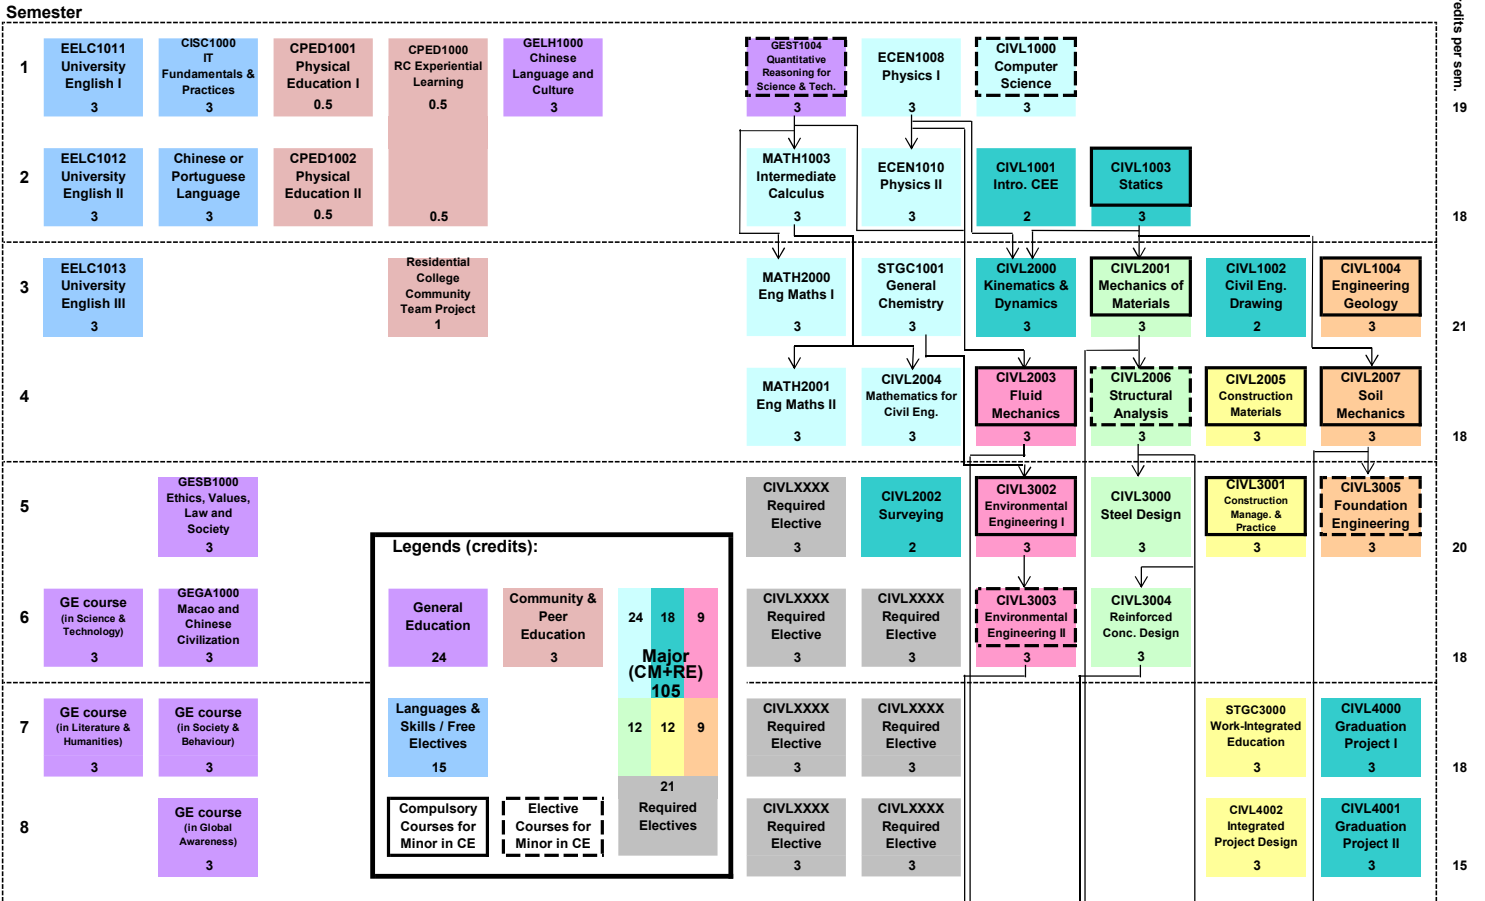 Semester
edits per sem.
1
EELC1011
University
English I
3
CISC1000
IT
Fundamentals &
Practices
3
CPED1001
Physical
Education I
0.5
CPED1000
RC Experiential
Learning
0.5
GELH1000
Chinese
Language and
Culture
3
GEST1004
Quantitative
Reasoning for
Science & Tech.
3
ECEN1008
Physics I
3
CIVL1000
Computer
Science
3
19
2
EELC1012
University
English II
3
Chinese or
Portuguese
Language
3
CPED1002
Physical
Education II
0.5
0.5
MATH1003
Intermediate
Calculus
3
ECEN1010
Physics II
3
CIVL1001
Intro. CEE
2
CIVL1003
Statics
3
18
3
EELC1013
University
English III
3
Residential
College
Community
Team Project
1
MATH2000
Eng Maths I
3
STGC1001
General
Chemistry
3
CIVL2000
Kinematics &
Dynamics
3
CIVL2001
Mechanics of
Materials
3
CIVL1002
Civil Eng.
Drawing
2
CIVL1004
Engineering
Geology
3
21
4
MATH2001
Eng Maths II
3
CIVL2004
Mathematics for
Civil Eng.
3
CIVL2003
Fluid
Mechanics
3
CIVL2006
Structural
Analysis
3
CIVL2005
Construction
Materials
3
CIVL2007
Soil
Mechanics
3
18
5
GESB1000
Ethics, Values,
Law and
Society
3
CIVLXXXX
Required
Elective
3
CIVL2002
Surveying
2
CIVL3002
Environmental
Engineering I
3
CIVL3000
Steel Design
3
CIVL3001
Construction
Manage. &
Practice
3
CIVL3005
Foundation
Engineering
3
20
6
GE course
(in Science &
Technology)
3
GEGA1000
Macao and
Chinese
Civilization
3
CIVLXXXX
Required
Elective
3
CIVLXXXX
Required
Elective
3
CIVL3003
Environmental
Engineering II
3
CIVL3004
Reinforced
Conc. Design
3
18
7
GE course
(in Literature &
Humanities)
3
GE course
(in Society &
Behaviour)
3
CIVLXXXX
Required
Elective
3
CIVLXXXX
Required
Elective
3
STGC3000
Work-Integrated
Education
3
CIVL4000
Graduation
Project I
3
18
8
GE course
(in Global
Awareness)
3
CIVLXXXX
Required
Elective
3
CIVLXXXX
Required
Elective
3
CIVL4002
Integrated
Project Design
3
CIVL4001
Graduation
Project II
3
15
Legends (credits):
General
Education
24
Community &
Peer
Education
3
24 18 9
Major
(CM+RE)
105
12 12 9
21
Required
Electives
Languages &
Skills / Free
Electives
15
Compulsory
Courses for
Minor in CE
Elective
Courses for
Minor in CE